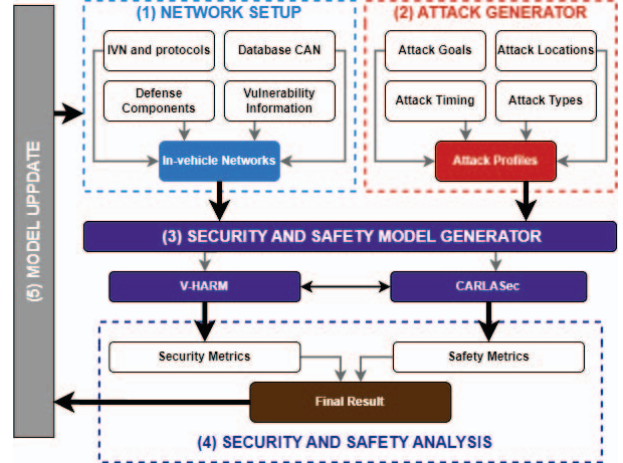 (1) NETWORK SETUP
IVN and protocols
Database CAN
Defense
Components
Vulnerability
Information
In-vehicle Networks
(2) ATTACK GENERATOR
Attack Goals
Attack Locations
Attack Timing
Attack Types
Attack Profiles
(3) SECURITY AND SAFETY MODEL GENERATOR
V-HARM
CARLASec
Security Metrics
Safety Metrics
Final Result
(4) SECURITY AND SAFETY ANALYSIS
(5) MODEL UPPDATE